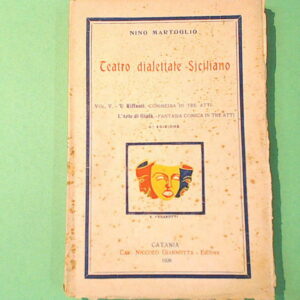 NINO MARTOGLIO
Teatro dialettale Siciliano
VOL. V. - 'U Riffanti, COMMEDIA IN TRE ATTI
L'Arte di Giufà, FANTASIA COMICA IN TRE ATTI
EDIZIONE
CATANIA
CAV. NICCOLÒ GIANNOTTA - EDITORE